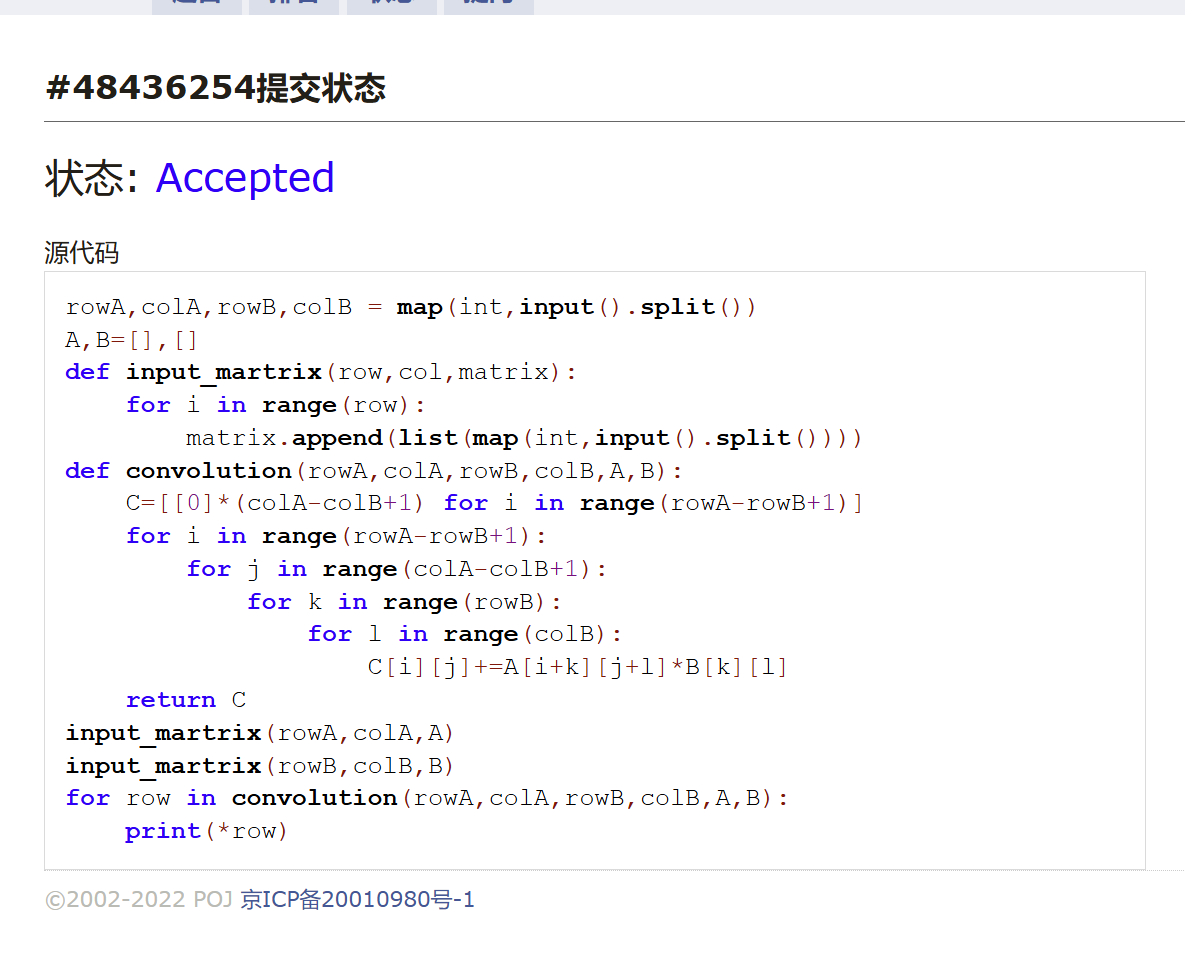 #48436254提交状态
状态: Accepted
源代码
rowA,colA,rowB,colB = map(int,input().split())
A,B=[],[]
def input_martrix(row,col,matrix):
    for i in range(row):
        matrix.append(list(map(int,input().split())))
def convolution(rowA,colA,rowB,colB,A,B):
    C=[[0]*(colA-colB+1) for i in range(rowA-rowB+1)]
    for i in range(rowA-rowB+1):
        for j in range(colA-colB+1):
            for k in range(rowB):
                for l in range(colB):
                    C[i][j]+=A[i+k][j+l]*B[k][l]
    return C
input_martrix(rowA,colA,A)
input_martrix(rowB,colB,B)
for row in convolution(rowA,colA,rowB,colB,A,B):
    print(*row)
©2002-2022 POJ 京ICP备20010980号-1